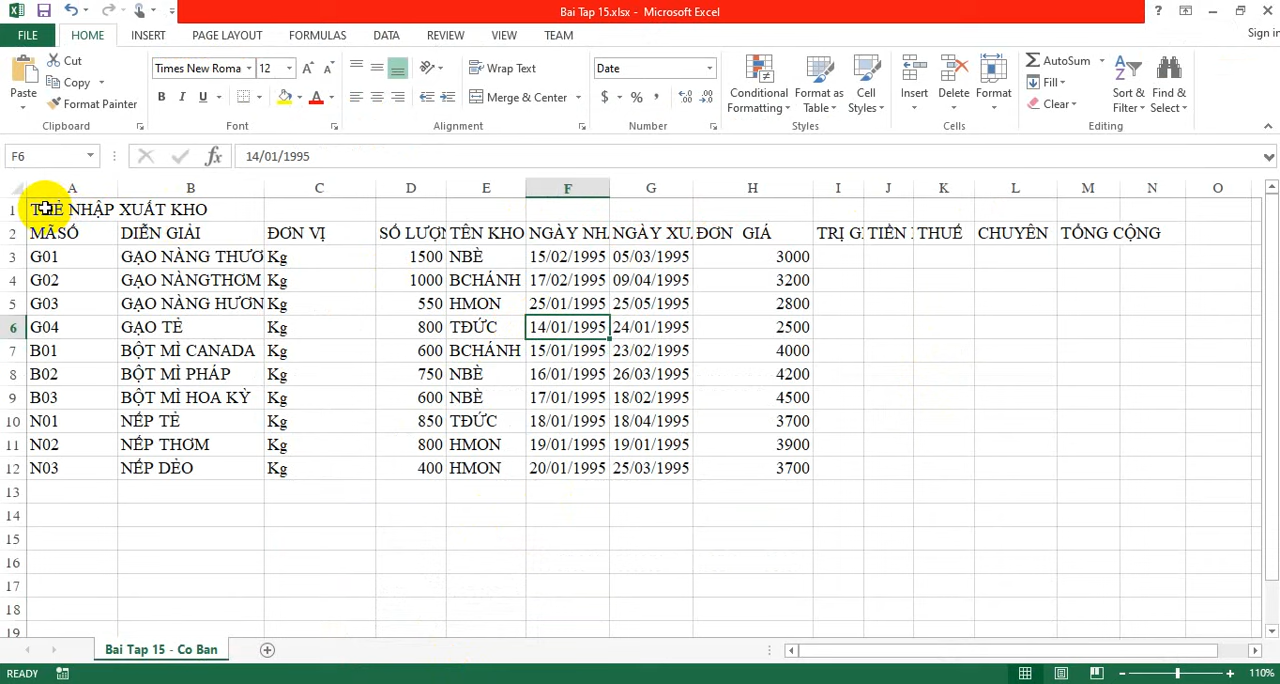 Bai Tap 15.xlsx - Microsoft Excel
?
FILE HOME INSERT PAGE LAYOUT FORMULAS DATA REVIEW VIEW TEAM Sign in
Paste Cut Copy Format Painter Clipboard
Times New Roma 12 B I U A Font
Wrap Text Merge & Center Alignment
Date $ % , Number
Conditional Formatting Format as Table Cell Styles Styles
Insert Delete Format Cells
AutoSum Fill Clear Sort & Filter Find & Select Editing
F6 fx 14/01/1995
A B C D E F G H I J K L M N O
1 THẺ NHẬP XUẤT KHO
2 MÃSỐ DIỄN GIẢI ĐƠN VỊ SỐ LƯỢN TÊN KHO NGÀY NH NGÀY XU ĐƠN GIÁ TRỊ G TIỀN THUẾ CHUYÊN TỔNG CỘNG
3 G01 GẠO NÀNG THƯƠ Kg 1500 NBÈ 15/02/1995 05/03/1995 3000
4 G02 GẠO NÀNGTHƠM Kg 1000 BCHÁNH 17/02/1995 09/04/1995 3200
5 G03 GẠO NÀNG HƯƠN Kg 550 HMON 25/01/1995 25/05/1995 2800
6 G04 GẠO TẺ Kg 800 TĐỨC 14/01/1995 24/01/1995 2500
7 B01 BỘT MÌ CANADA Kg 600 BCHÁNH 15/01/1995 23/02/1995 4000
8 B02 BỘT MÌ PHÁP Kg 750 NBÈ 16/01/1995 26/03/1995 4200
9 B03 BỘT MÌ HOA KỲ Kg 600 NBÈ 17/01/1995 18/02/1995 4500
10 N01 NẾP TẺ Kg 850 TĐỨC 18/01/1995 18/04/1995 3700
11 N02 NẾP THƠM Kg 800 HMON 19/01/1995 19/01/1995 3900
12 N03 NẾP DẺO Kg 400 HMON 20/01/1995 25/03/1995 3700
13
14
15
16
17
18
19
Bai Tap 15 - Co Ban
READY 110%